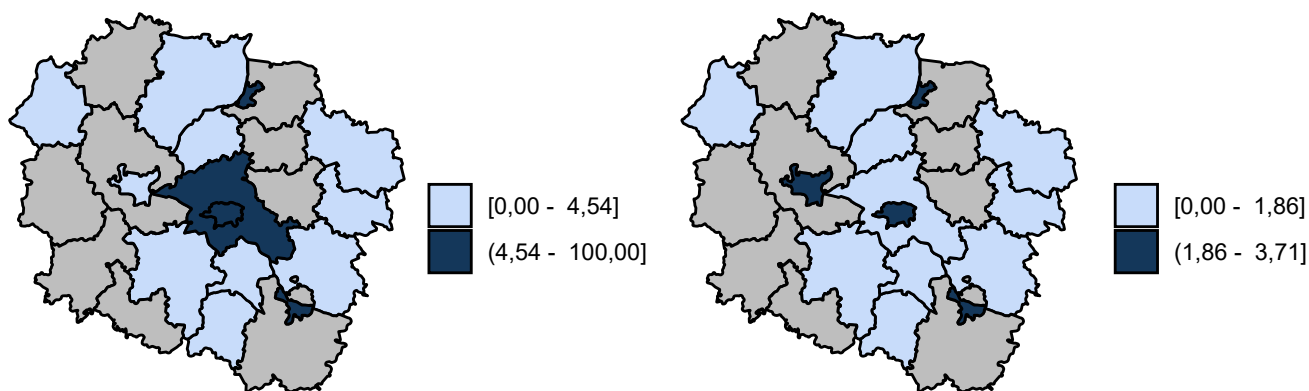 [0,00 - 4,54]
(4,54 - 100,00]
[0,00 - 1,86]
(1,86 - 3,71]